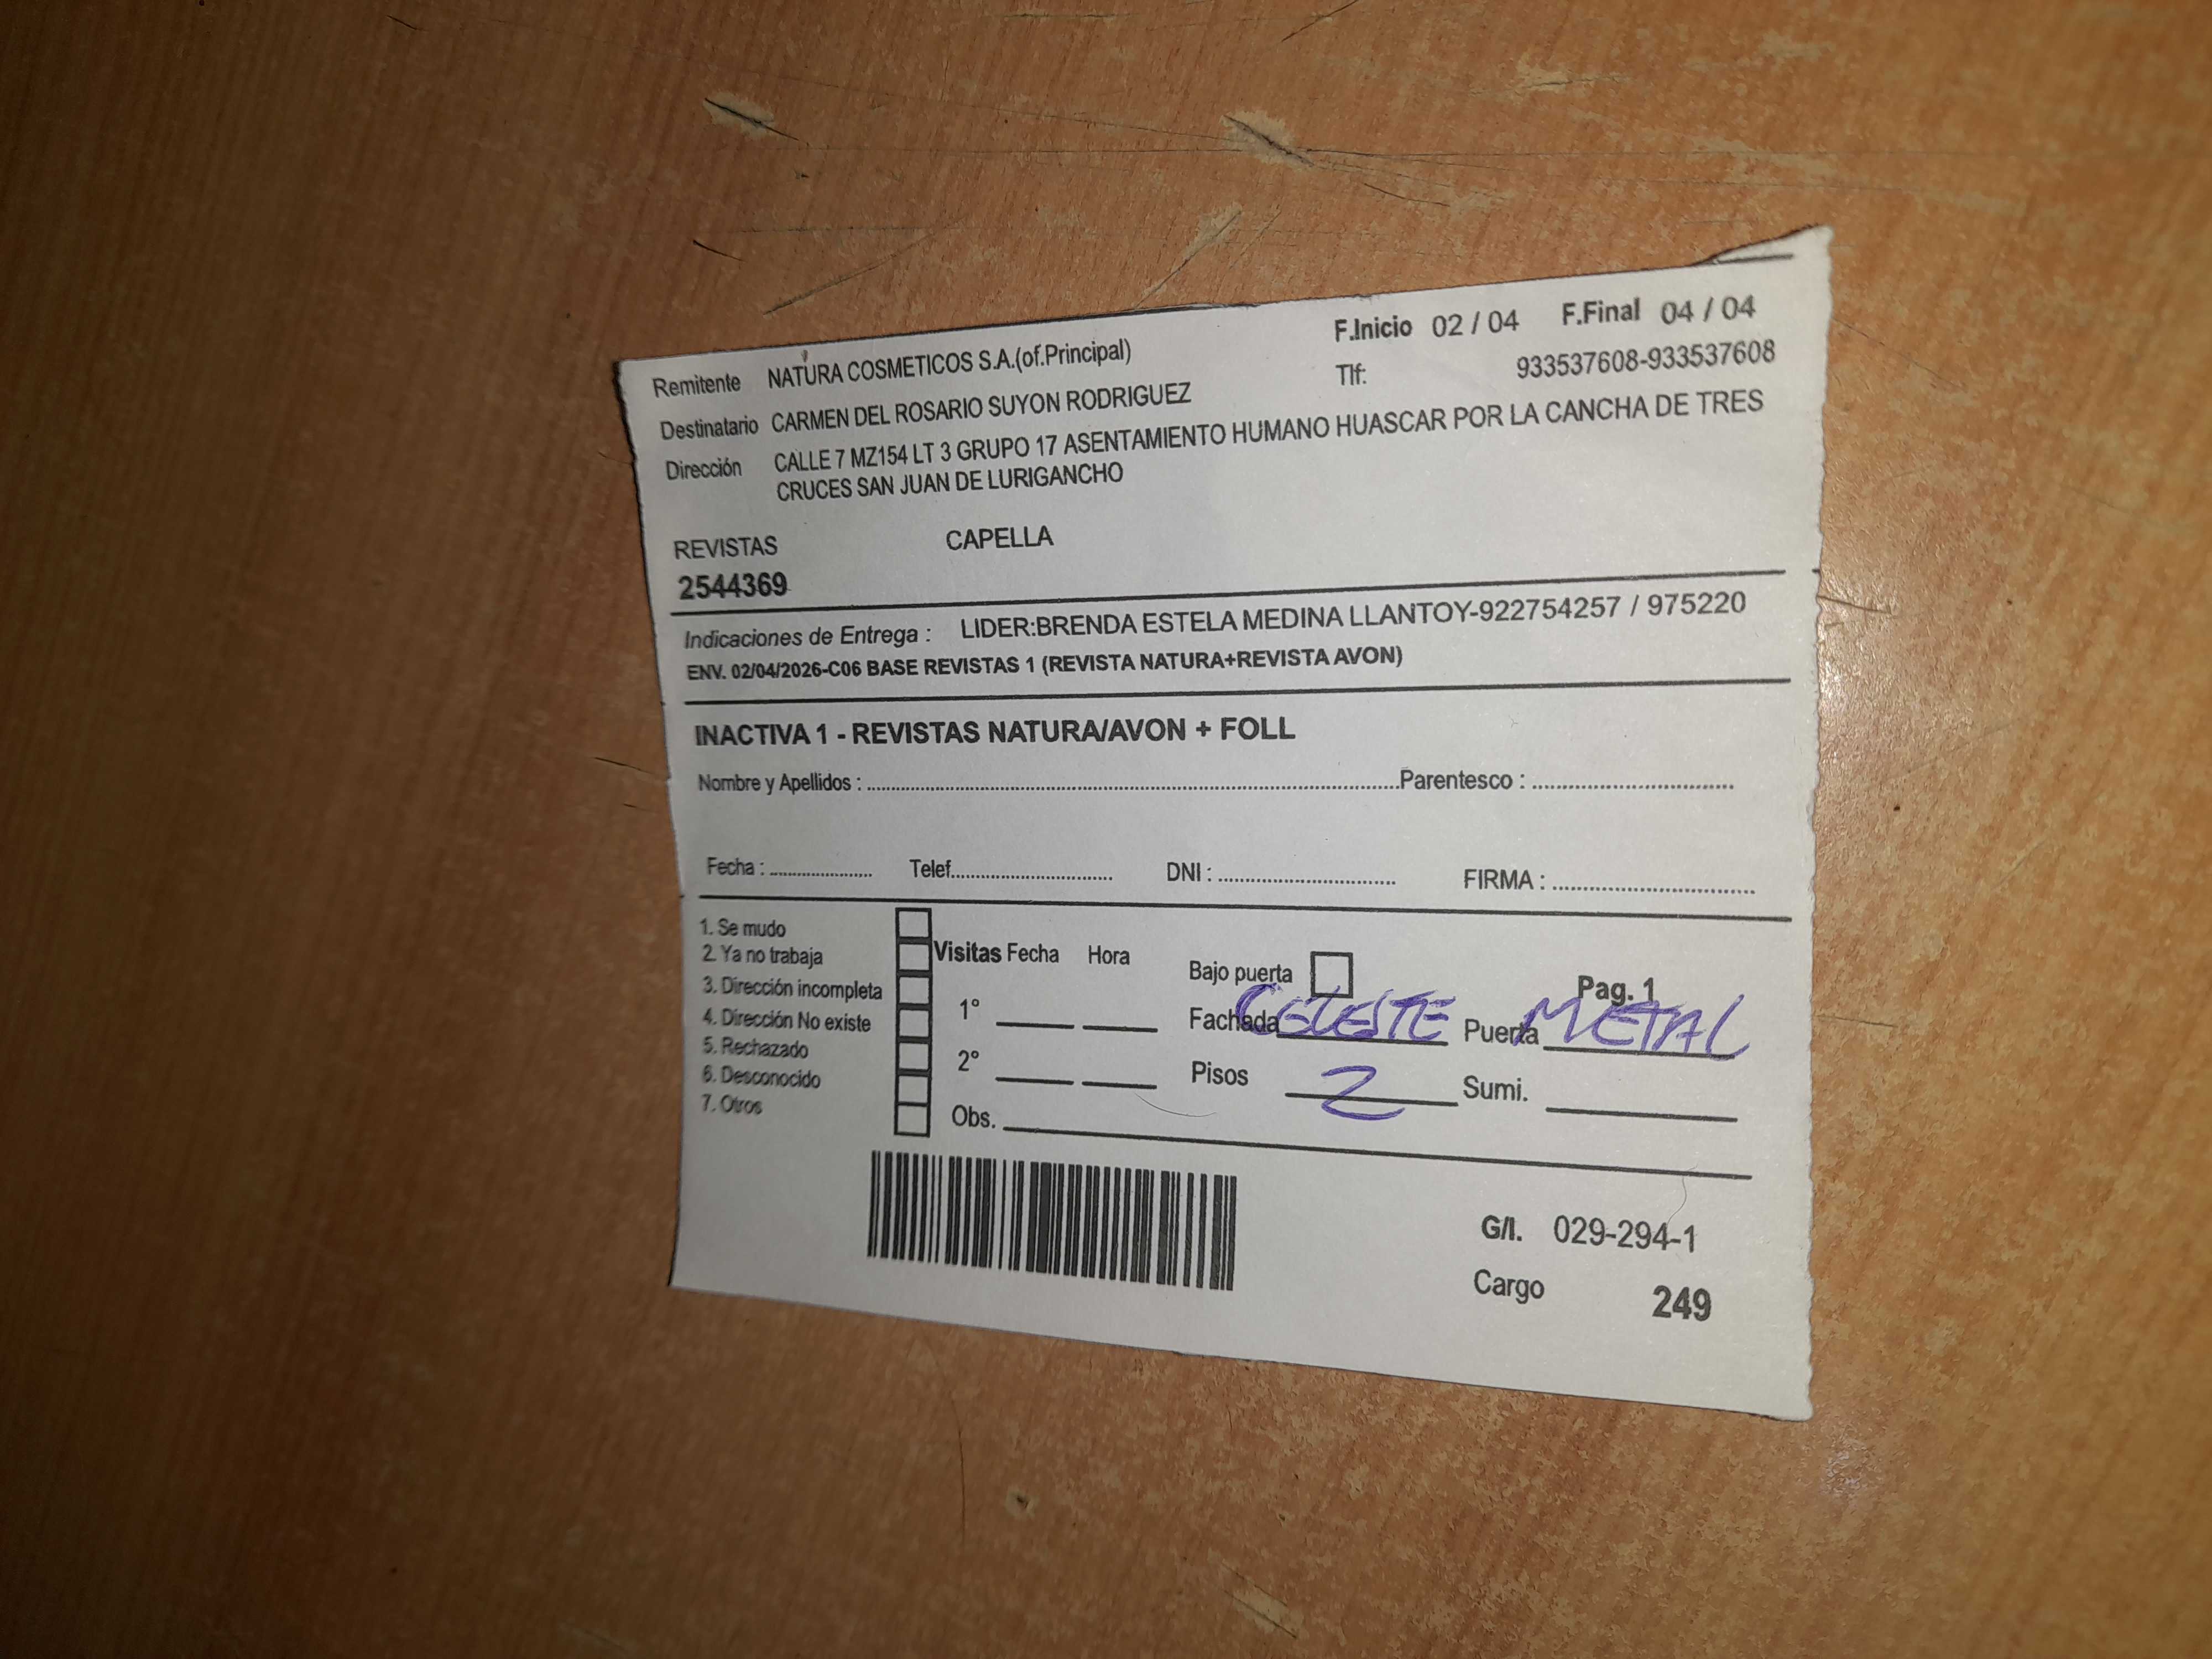 F.Inicio 02 / 04 F.Final 04 / 04
Remitente NATURA COSMETICOS S.A.(of.Principal) Tlf: 933537608-933537608
Destinatario CARMEN DEL ROSARIO SUYON RODRIGUEZ
Dirección CALLE 7 MZ154 LT 3 GRUPO 17 ASENTAMIENTO HUMANO HUASCAR POR LA CANCHA DE TRES
CRUCES SAN JUAN DE LURIGANCHO
REVISTAS CAPELLA
2544369
Indicaciones de Entrega : LIDER:BRENDA ESTELA MEDINA LLANTOY-922754257 / 975220
ENV. 02/04/2026-C06 BASE REVISTAS 1 (REVISTA NATURA+REVISTA AVON)
INACTIVA 1 - REVISTAS NATURA/AVON + FOLL
Nombre y Apellidos : Parentesco :
Fecha : Telef. DNI : FIRMA :
1. Se mudo
2. Ya no trabaja
3. Dirección incompleta
4. Dirección No existe
5. Rechazado
6. Desconocido
7. Otros
Visitas Fecha Hora
1°
2°
Obs.
Bajo puerta Pag. 1
Fachada CELESTE Puerta METAL
Pisos 2 Sumi.
G/I. 029-294-1
Cargo 249